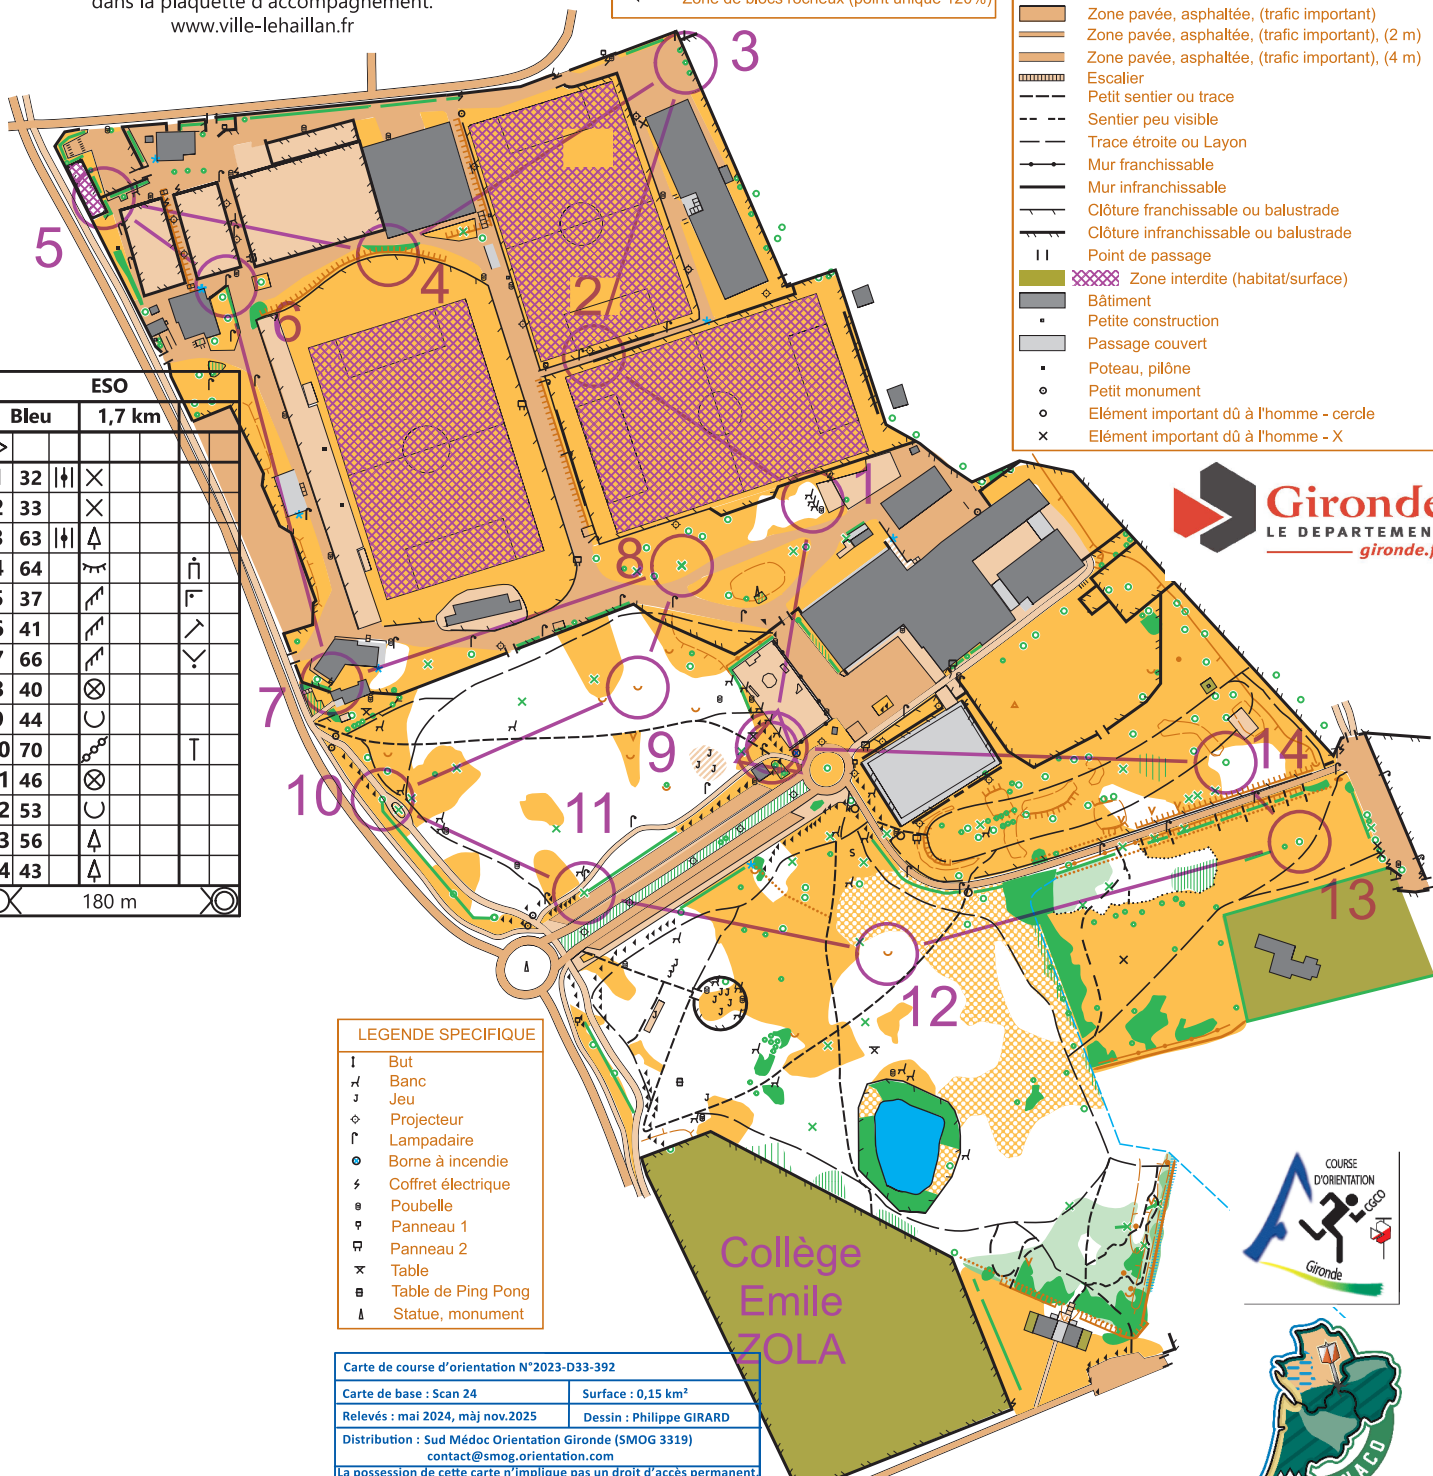 dans la plaquette d'accompagnement.
www.ville-lehaillan.fr
Zone de blocs rocheux (point unique 120%)
Zone pavée, asphaltée, (trafic important)
Zone pavée, asphaltée, (trafic important), (2 m)
Zone pavée, asphaltée, (trafic important), (4 m)
Escalier
Petit sentier ou trace
Sentier peu visible
Trace étroite ou Layon
Mur franchissable
Mur infranchissable
Clôture franchissable ou balustrade
Clôture infranchissable ou balustrade
Point de passage
Zone interdite (habitat/surface)
Bâtiment
Petite construction
Passage couvert
Poteau, pilône
Petit monument
Elément important dû à l'homme - cercle
Elément important dû à l'homme - X
Gironde
LE DEPARTEMEN
gironde.f
ESO
Bleu 1,7 km
32
33
63
64
37
41
66
40
44
70
46
53
56
43
180 m
3
5
4
2
6
1
8
7
9
10
11
14
13
12
LEGENDE SPECIFIQUE
But
Banc
Jeu
Projecteur
Lampadaire
Borne à incendie
Coffret électrique
Poubelle
Panneau 1
Panneau 2
Table
Table de Ping Pong
Statue, monument
Collège
Emile
ZOLA
COURSE
D'ORIENTATION
CGCO
Gironde
Carte de course d'orientation N°2023-D33-392
Carte de base : Scan 24 Surface : 0,15 km²
Relevés : mai 2024, màj nov.2025 Dessin : Philippe GIRARD
Distribution : Sud Médoc Orientation Gironde (SMOG 3319)
contact@smog.orientation.com
La possession de cette carte n'implique pas un droit d'accès permanent.
ACO